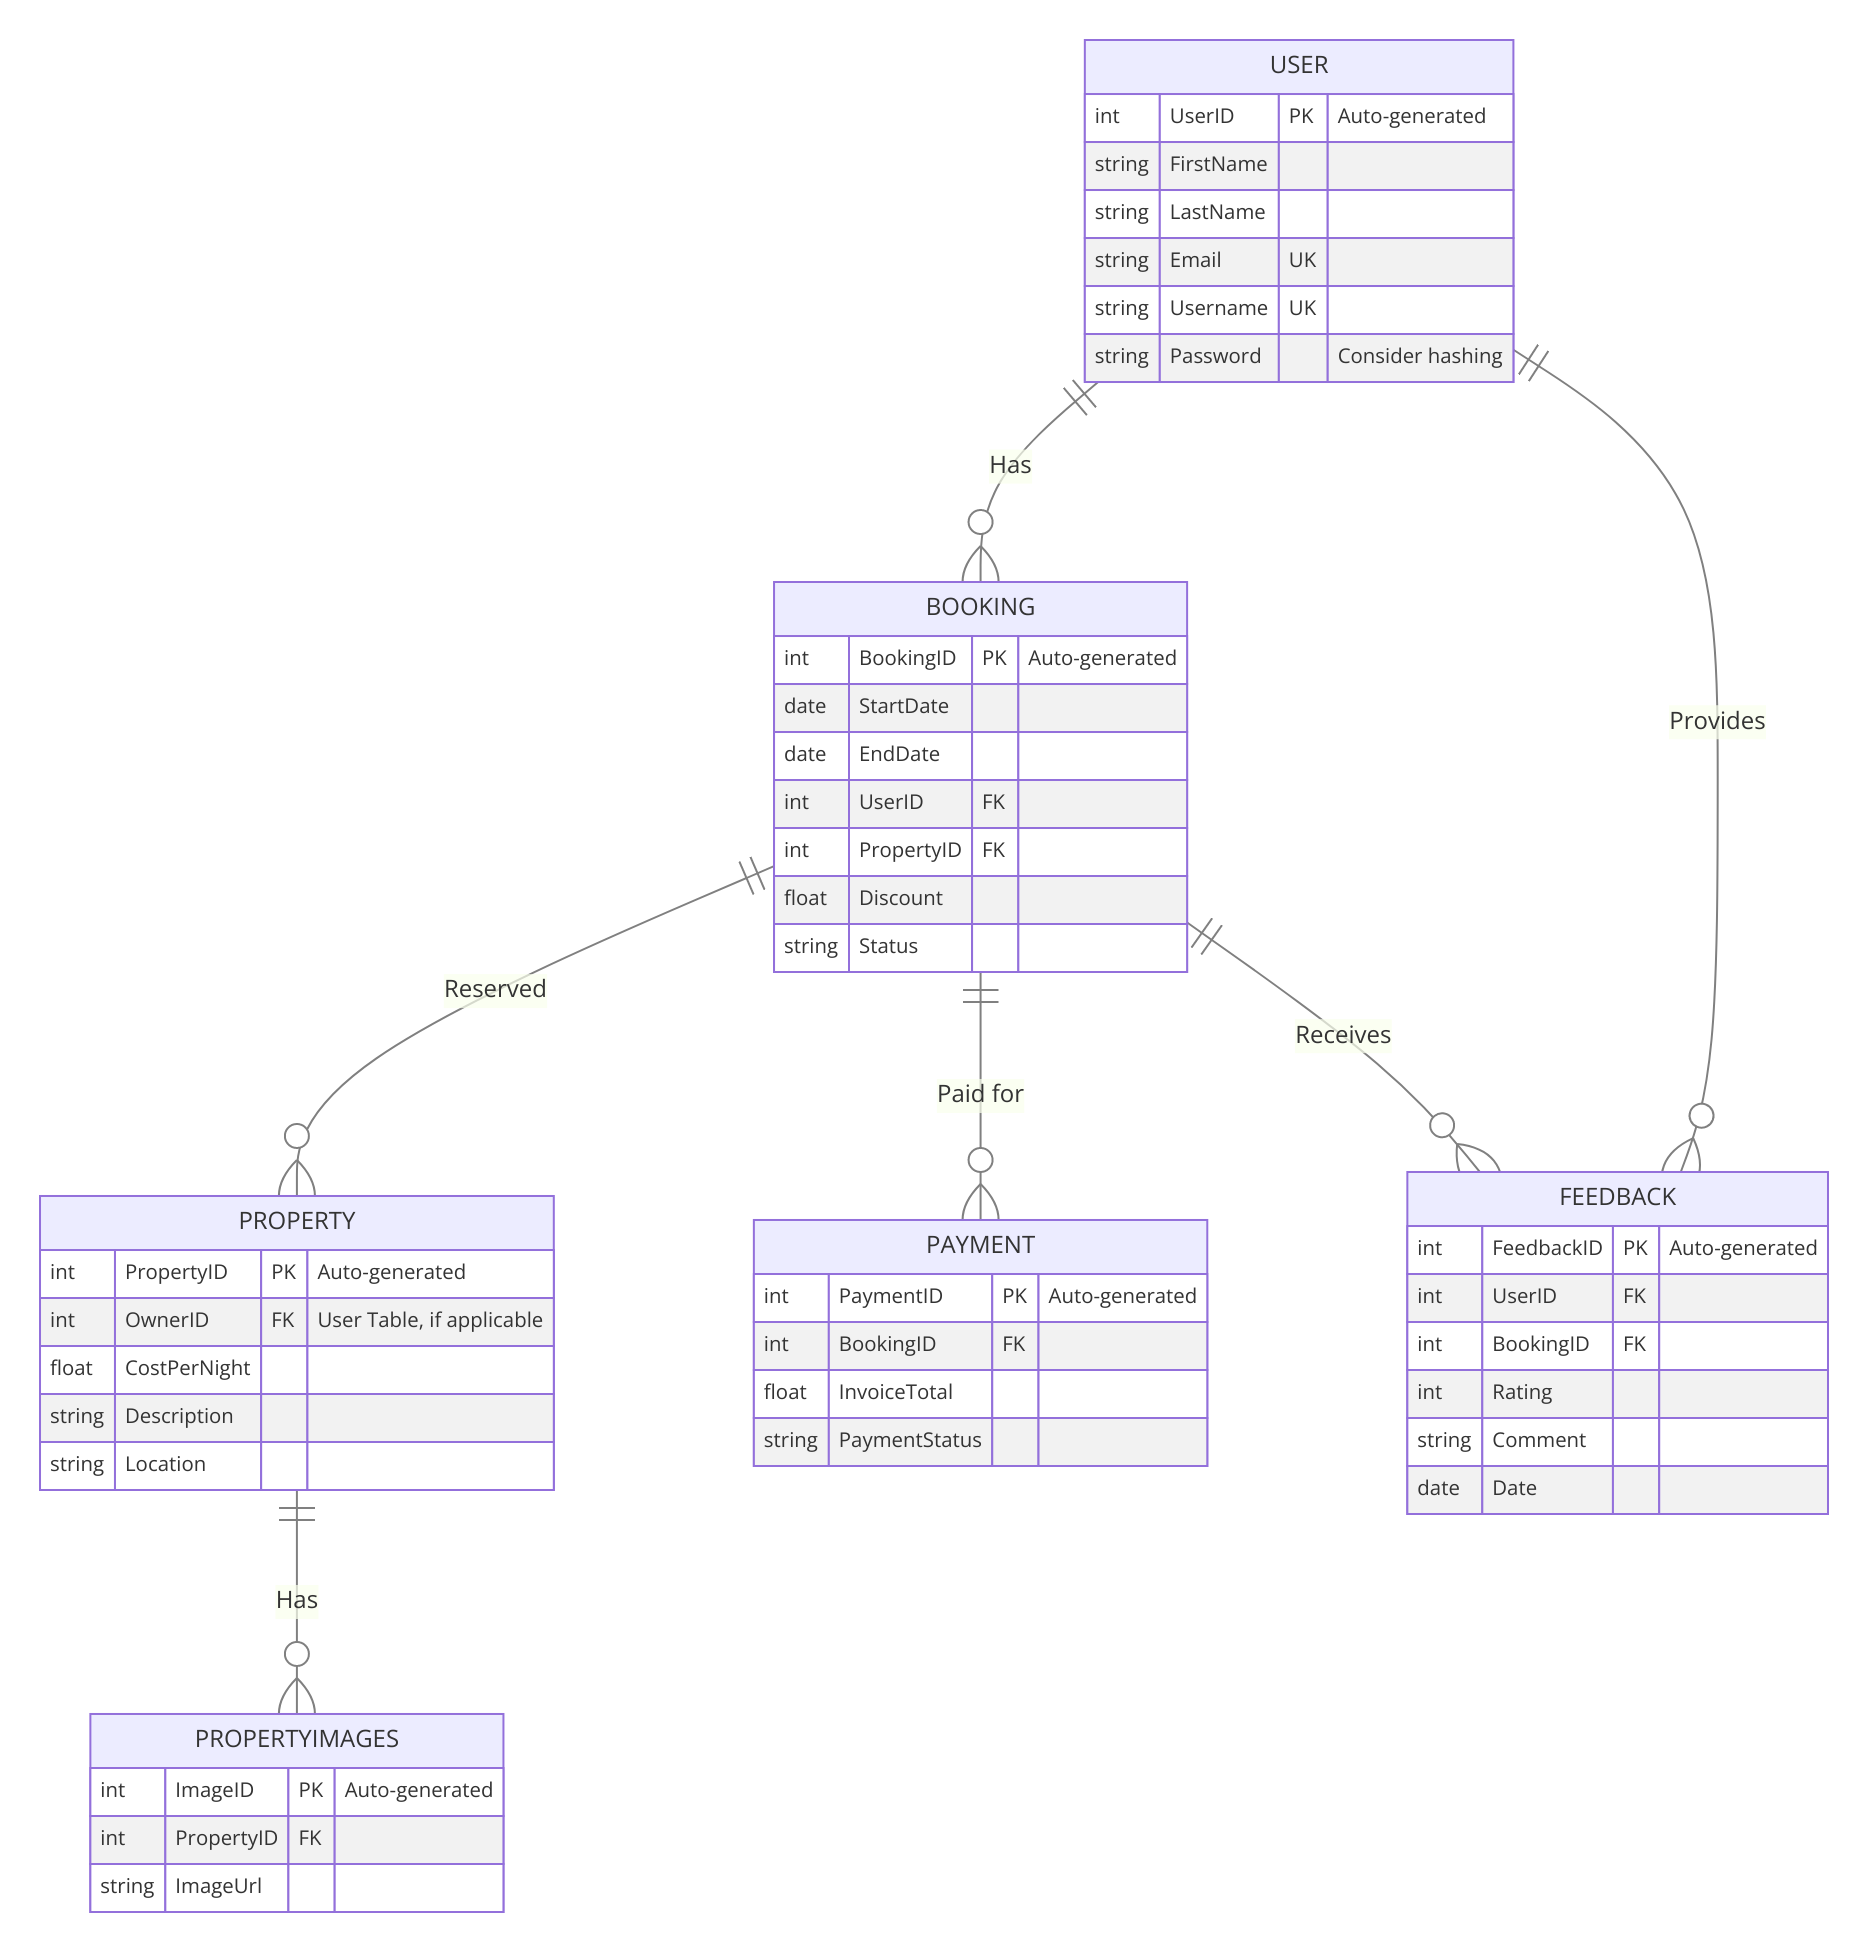 USER
int UserID PK Auto-generated
string FirstName
string LastName
string Email UK
string Username UK
string Password Consider hashing
Has
Provides
BOOKING
int BookingID PK Auto-generated
date StartDate
date EndDate
int UserID FK
int PropertyID FK
float Discount
string Status
Reserved
Paid for
Receives
PROPERTY
int PropertyID PK Auto-generated
int OwnerID FK User Table, if applicable
float CostPerNight
string Description
string Location
PAYMENT
int PaymentID PK Auto-generated
int BookingID FK
float InvoiceTotal
string PaymentStatus
FEEDBACK
int FeedbackID PK Auto-generated
int UserID FK
int BookingID FK
int Rating
string Comment
date Date
Has
PROPERTYIMAGES
int ImageID PK Auto-generated
int PropertyID FK
string ImageUrl